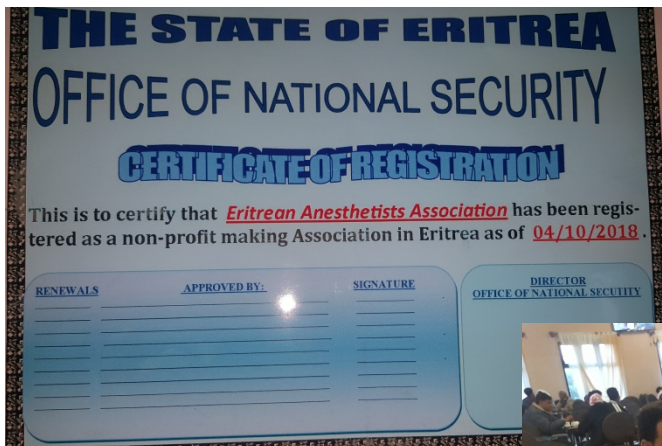 THE STATE OF ERITREA
OFFICE OF NATIONAL SECURITY
CERTIFICATE OF REGISTRATION
This is to certify that Eritrean Anesthetists Association has been regis-
tered as a non-profit making Association in Eritrea as of 04/10/2018 .
RENEWALS APPROVED BY: SIGNATURE
DIRECTOR
OFFICE OF NATIONAL SECUTITY